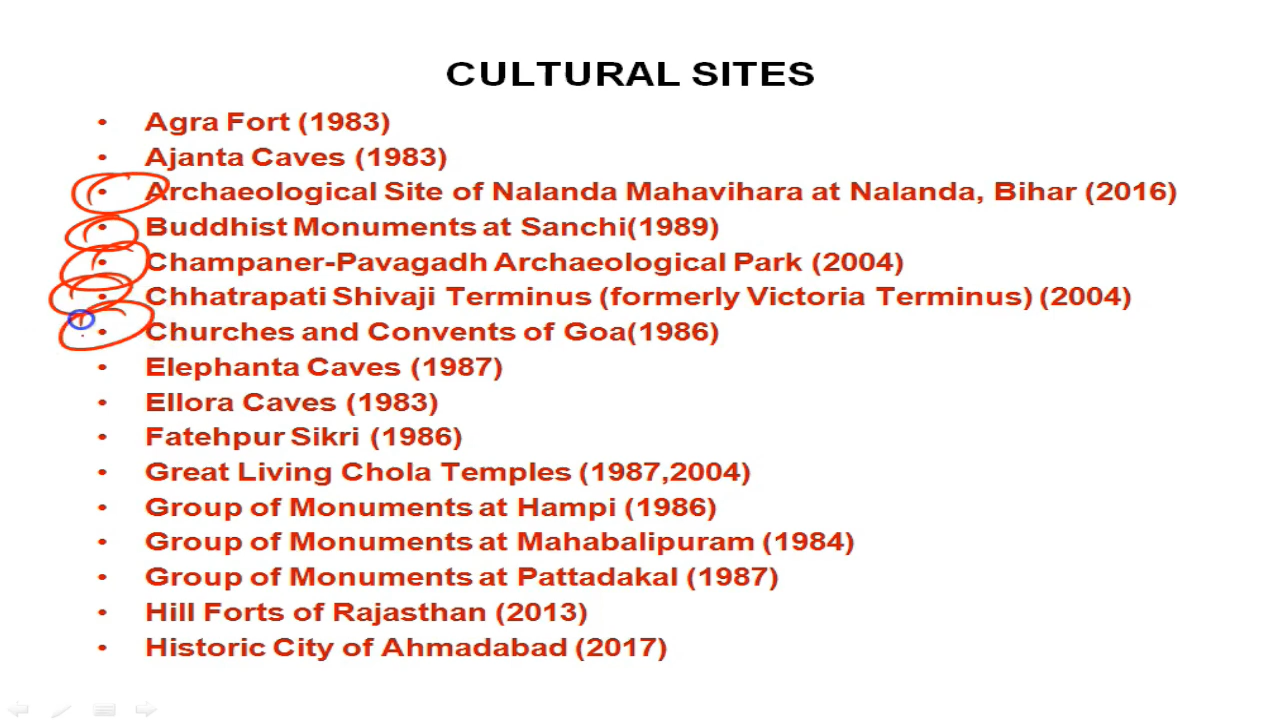 CULTURAL SITES
• Agra Fort (1983)
• Ajanta Caves (1983)
• Archaeological Site of Nalanda Mahavihara at Nalanda, Bihar (2016)
• Buddhist Monuments at Sanchi(1989)
• Champaner-Pavagadh Archaeological Park (2004)
• Chhatrapati Shivaji Terminus (formerly Victoria Terminus) (2004)
• Churches and Convents of Goa(1986)
• Elephanta Caves (1987)
• Ellora Caves (1983)
• Fatehpur Sikri (1986)
• Great Living Chola Temples (1987,2004)
• Group of Monuments at Hampi (1986)
• Group of Monuments at Mahabalipuram (1984)
• Group of Monuments at Pattadakal (1987)
• Hill Forts of Rajasthan (2013)
• Historic City of Ahmadabad (2017)